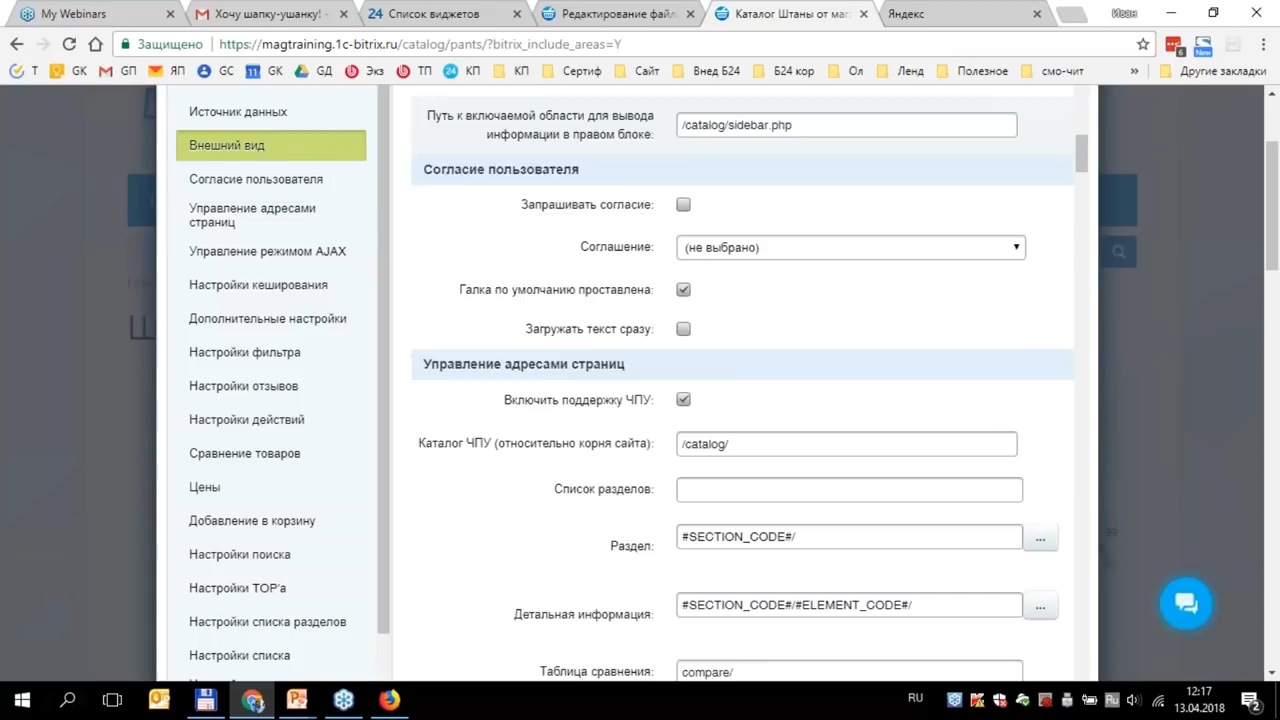 My Webinars
Хочу шапку-ушанку! -
24 Список виджетов
Редактирование файл
Каталог Штаны от маг
Яндекс
Иван
Защищено
https://magtraining.1c-bitrix.ru/catalog/pants/?bitrix_include_areas=Y
6
New
Т
GK
ГП
ЯП
GC
GK
ГД
Экз
ТП
КП
КП
Сертиф
Сайт
Внед Б24
Б24 кор
Ол
Ленд
Полезное
смо-чит
»
Другие закладки
Источник данных
Внешний вид
Согласие пользователя
Управление адресами
страниц
Управление режимом AJAX
Настройки кеширования
Дополнительные настройки
Настройки фильтра
Настройки отзывов
Настройки действий
Сравнение товаров
Цены
Добавление в корзину
Настройки поиска
Настройки TOP'а
Настройки списка разделов
Настройки списка
Путь к включаемой области для вывода
информации в правом блоке:
/catalog/sidebar.php
Согласие пользователя
Запрашивать согласие:
Соглашение:
(не выбрано)
Галка по умолчанию проставлена:
Загружать текст сразу:
Управление адресами страниц
Включить поддержку ЧПУ:
Каталог ЧПУ (относительно корня сайта):
/catalog/
Список разделов:
Раздел:
#SECTION_CODE#/
...
Детальная информация:
#SECTION_CODE#/#ELEMENT_CODE#/
...
Таблица сравнения:
compare/
RU
Ru
12:17
13.04.2018
2